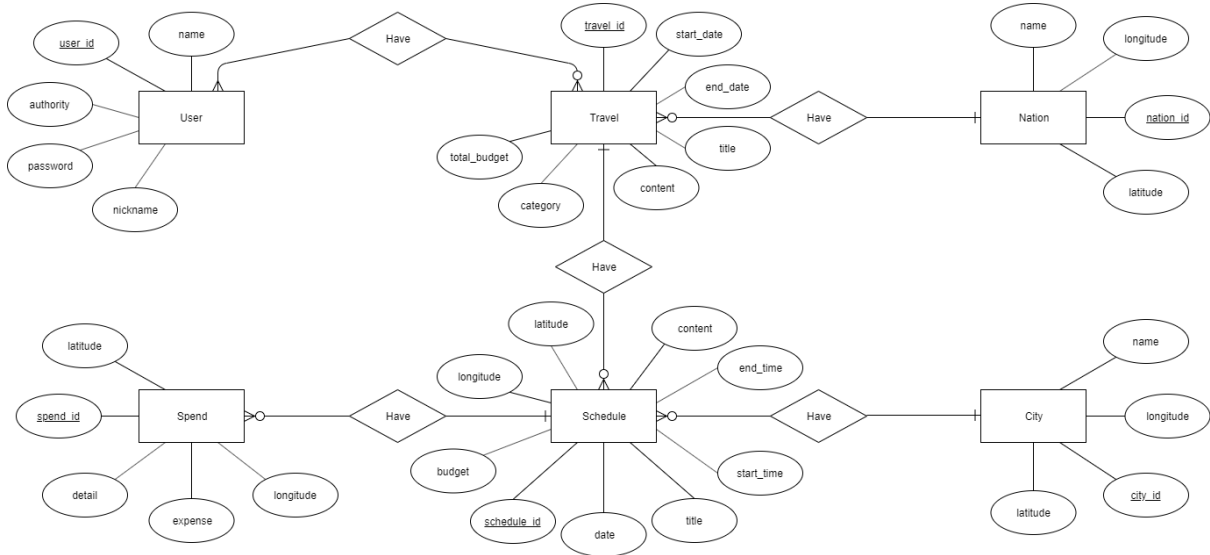 name
user_id
Have
travel_id
start_date
name
longitude
authority
User
end_date
Travel
Have
Nation
nation_id
password
total_budget
title
nickname
category
content
latitude
Have
latitude
content
latitude
name
longitude
end_time
spend_id
Spend
Have
Schedule
Have
City
longitude
budget
start_time
detail
longitude
expense
schedule_id
date
title
latitude
city_id